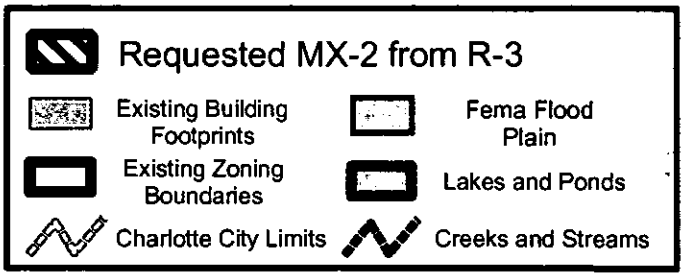 Requested MX-2 from R-3
Existing Building
Footprints
Fema Flood
Plain
Existing Zoning
Boundaries
Lakes and Ponds
Charlotte City Limits
Creeks and Streams